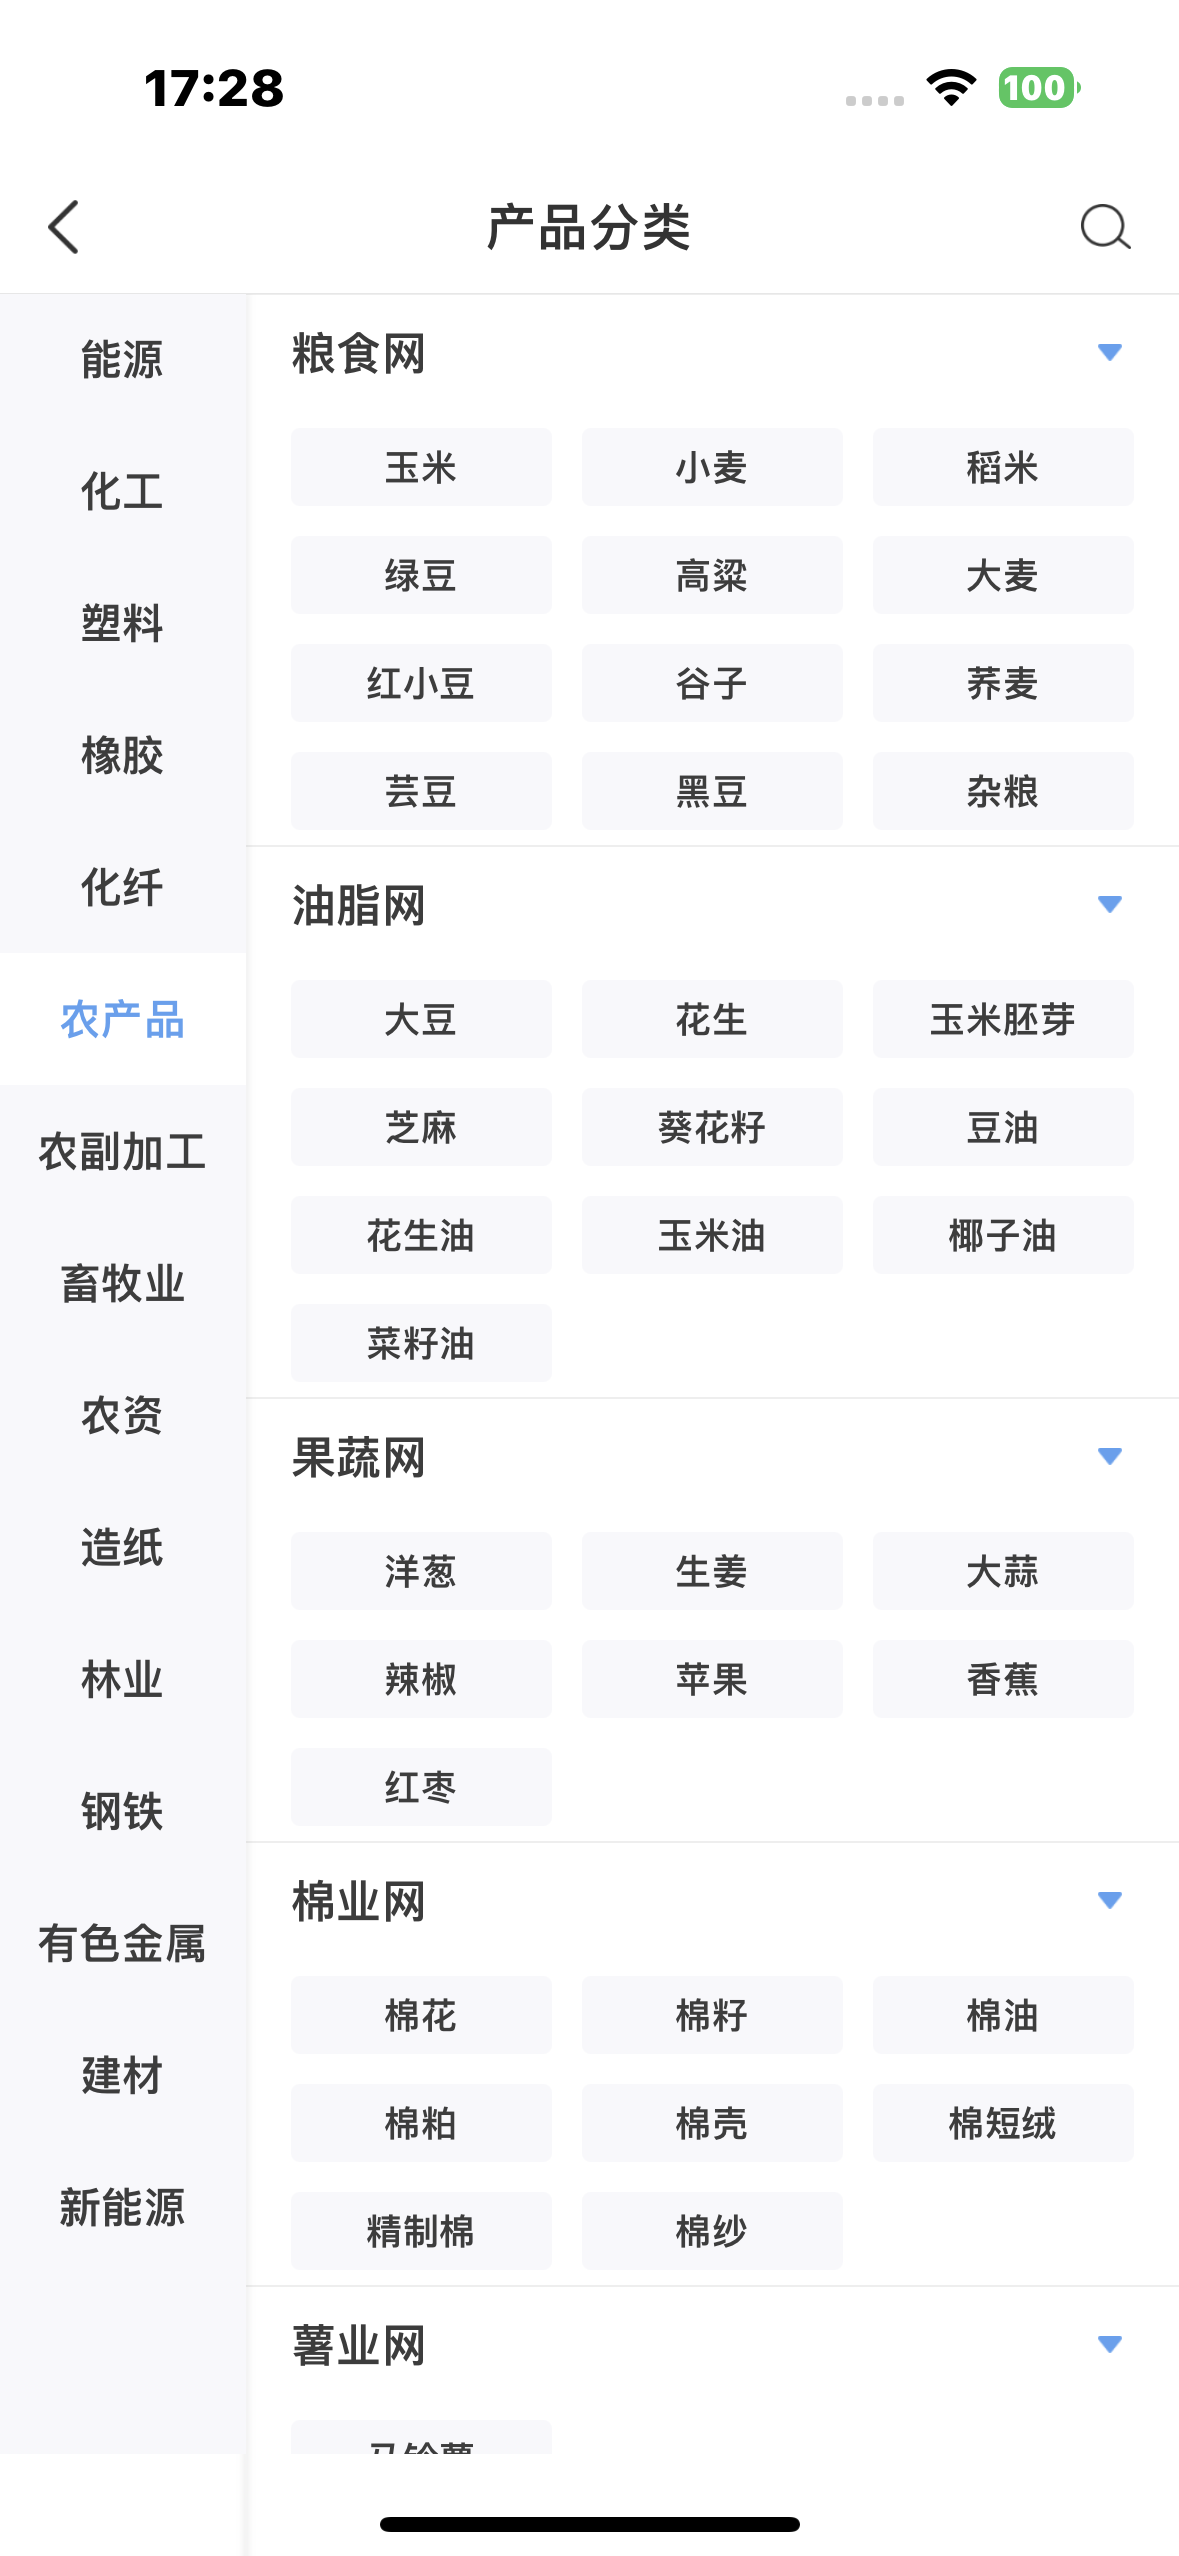 17:28
100
产品分类
能源
化工
塑料
橡胶
化纤
农产品
农副加工
畜牧业
农资
造纸
林业
钢铁
有色金属
建材
新能源
粮食网
玉米 小麦 稻米
绿豆 高粱 大麦
红小豆 谷子 荞麦
芸豆 黑豆 杂粮
油脂网
大豆 花生 玉米胚芽
芝麻 葵花籽 豆油
花生油 玉米油 椰子油
菜籽油
果蔬网
洋葱 生姜 大蒜
辣椒 苹果 香蕉
红枣
棉业网
棉花 棉籽 棉油
棉粕 棉壳 棉短绒
精制棉 棉纱
薯业网
马铃薯